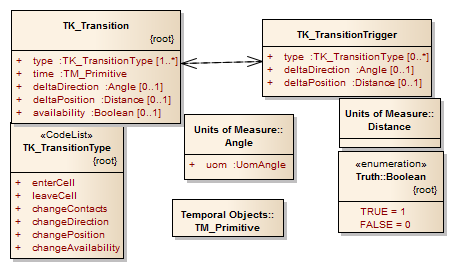 TK_Transition
{root}
+ type :TK_TransitionType [1..*]
+ time :TM_Primitive
+ deltaDirection :Angle [0..1]
+ deltaPosition :Distance [0..1]
+ availability :Boolean [0..1]
TK_TransitionTrigger
+ type :TK_TransitionType [0..*]
+ deltaDirection :Angle [0..1]
+ deltaPosition :Distance [0..1]
«CodeList»
TK_TransitionType
{root}
+ enterCell
+ leaveCell
+ changeContacts
+ changeDirection
+ changePosition
+ changeAvailability
Units of Measure::
Angle
+ uom :UomAngle
Units of Measure::
Distance
Temporal Objects::
TM_Primitive
«enumeration»
Truth::Boolean
{root}
TRUE = 1
FALSE = 0